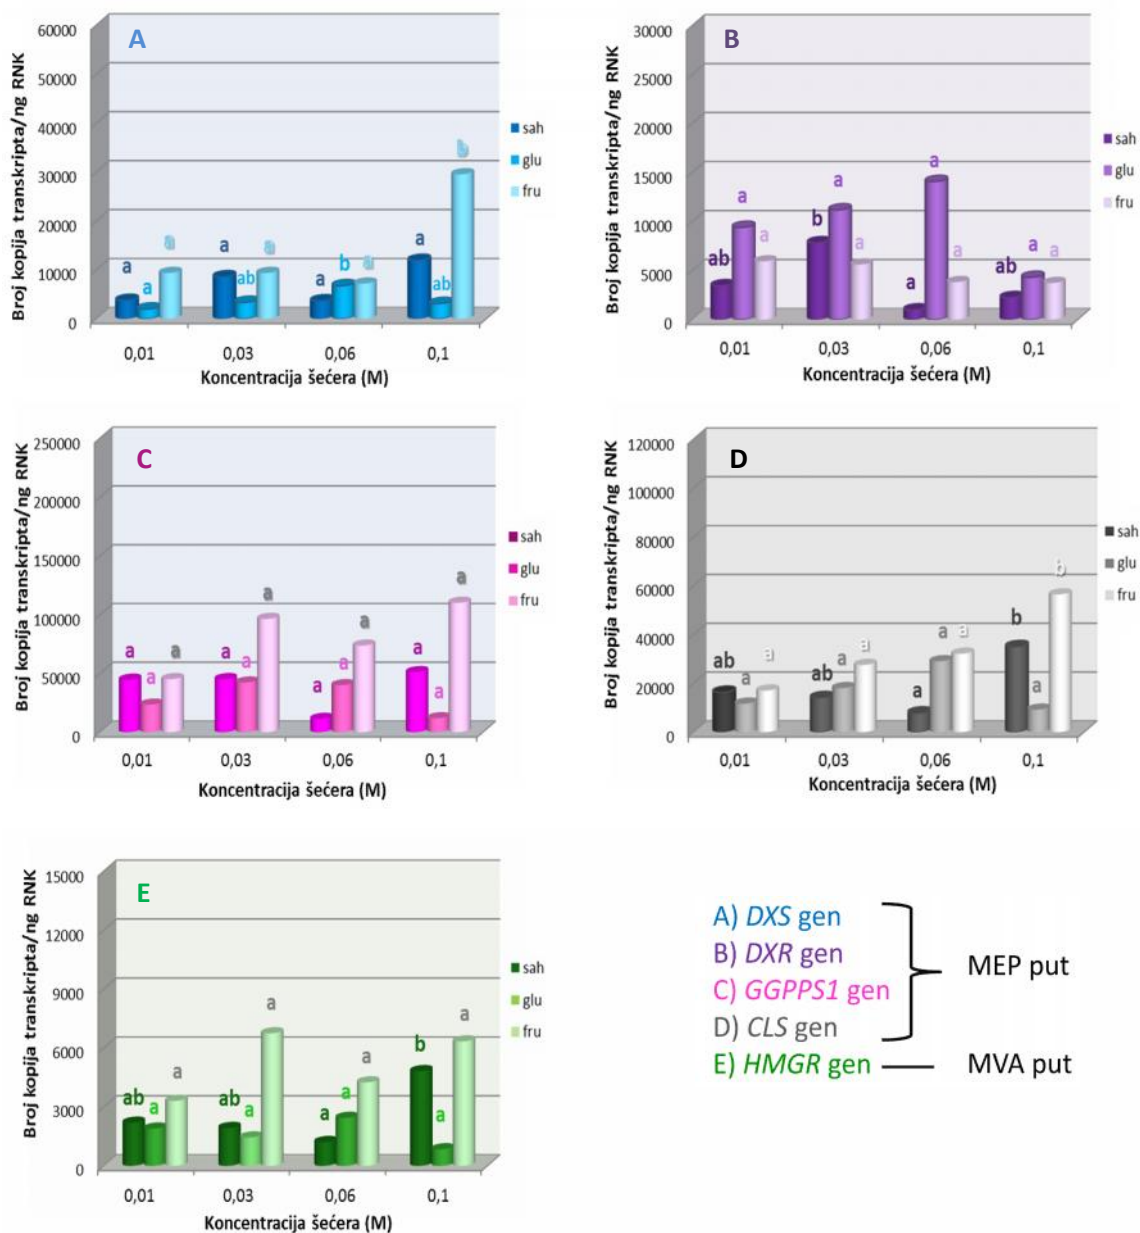 A
Broj kopija transkripta/ng RNK
60000
50000
40000
30000
20000
10000
0
b
a a a a ab a a b a a ab
sah
glu
fru
0,01 0,03 0,06 0,1
Koncentracija šećera (M)
B
Broj kopija transkripta/ng RNK
30000
25000
20000
15000
10000
5000
0
ab a a b a a a a a ab a a
sah
glu
fru
0,01 0,03 0,06 0,1
Koncentracija šećera (M)
C
Broj kopija transkripta/ng RNK
250000
200000
150000
100000
50000
0
a a a a a a a a a a a a
sah
glu
fru
0,01 0,03 0,06 0,1
Koncentracija šećera (M)
D
Broj kopija transkripta/ng RNK
120000
100000
80000
60000
40000
20000
0
ab a a ab a a a a a b a b
sah
glu
fru
0,01 0,03 0,06 0,1
Koncentracija šećera (M)
E
Broj kopija transkripta/ng RNK
15000
12000
9000
6000
3000
0
ab a a ab a a a a a b a a
sah
glu
fru
0,01 0,03 0,06 0,1
Koncentracija šećera (M)
A) DXS gen
B) DXR gen
C) GGPPS1 gen
D) CLS gen
MEP put
E) HMGR gen
MVA put